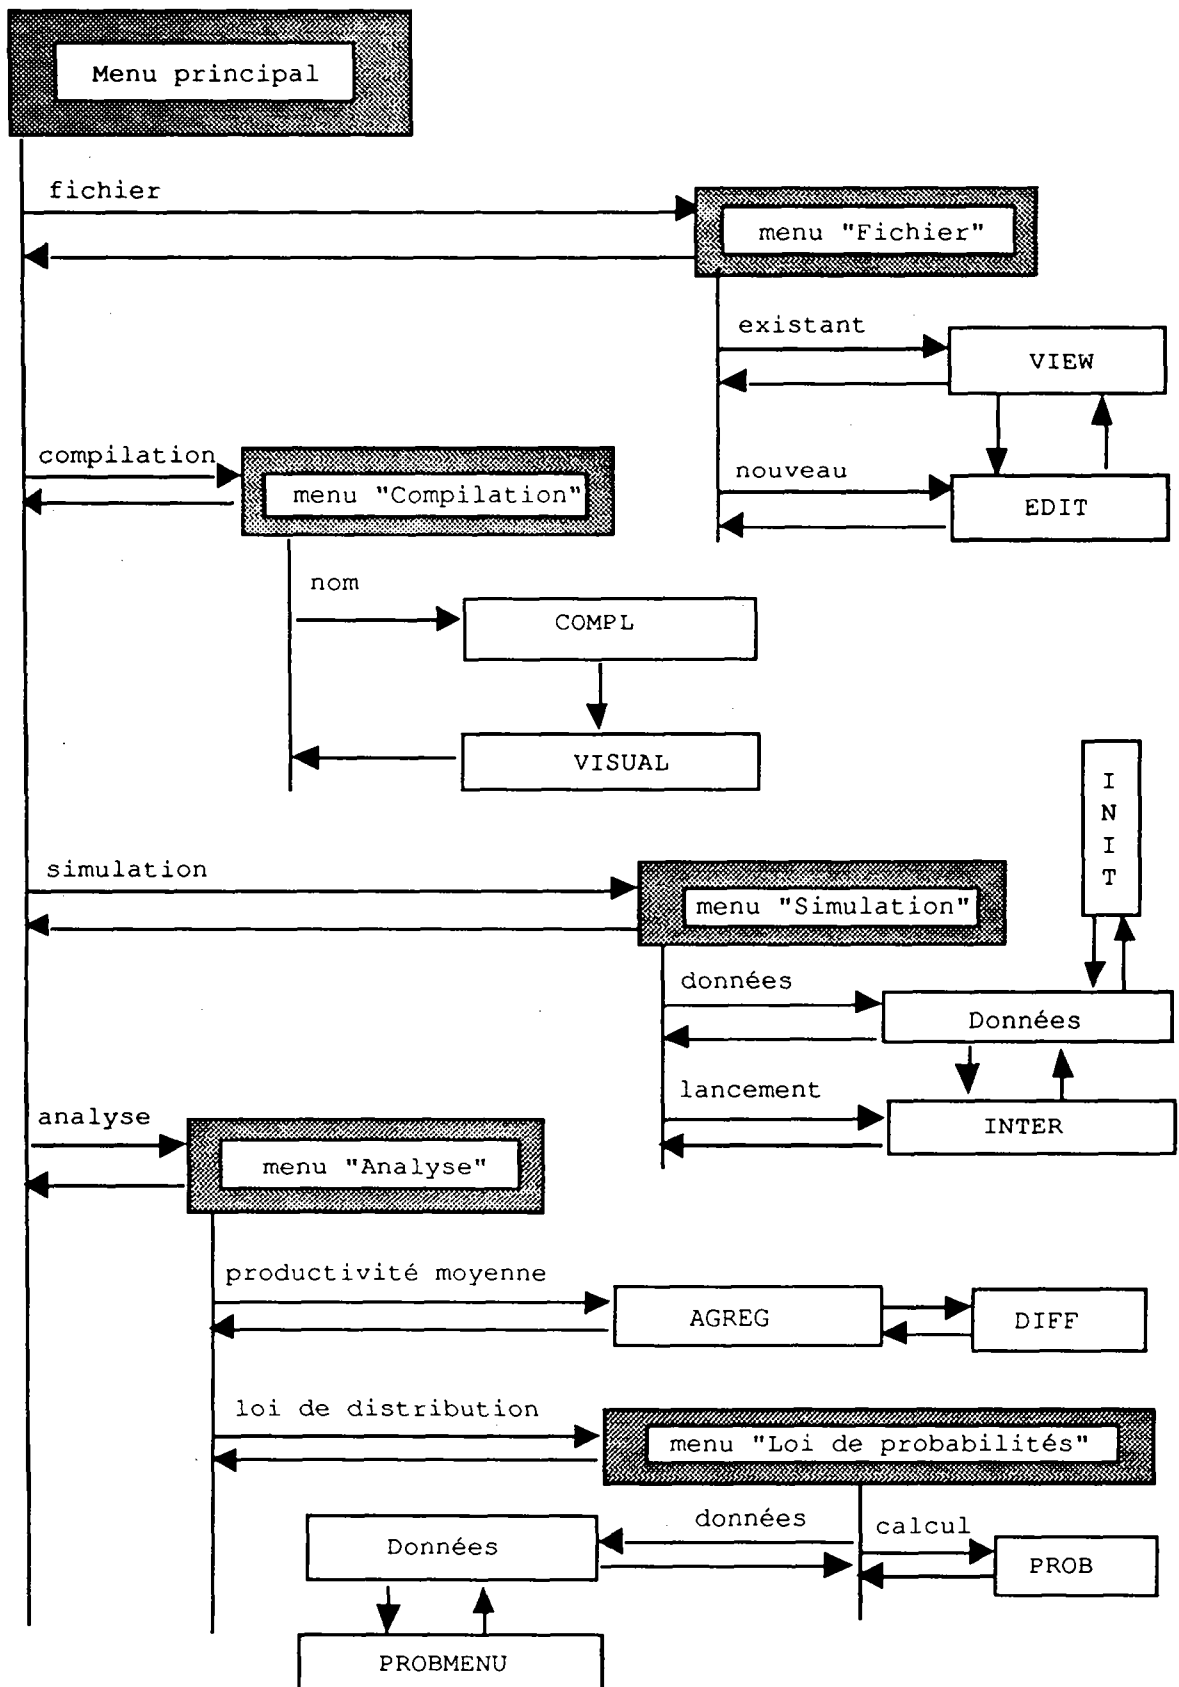 Menu principal
fichier
menu "Fichier"
existant
VIEW
compilation
menu "Compilation"
nouveau
EDIT
nom
COMPL
VISUAL
I
N
I
T
simulation
menu "Simulation"
données
Données
lancement
INTER
analyse
menu "Analyse"
productivité moyenne
AGREG
DIFF
loi de distribution
menu "Loi de probabilités"
données
calcul
Données
PROB
PROBMENU